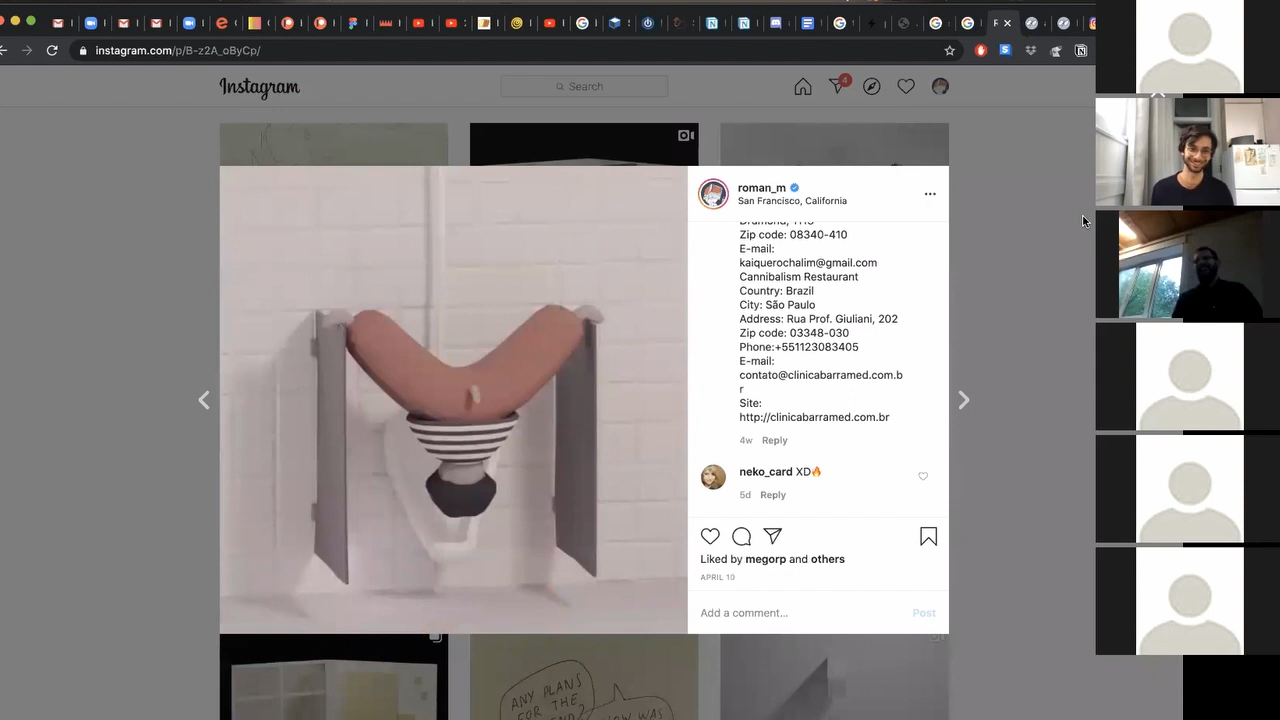 instagram.com/p/B-z2A_oByCp/
Instagram
Search
4
roman_m
San Francisco, California
Zip code: 08340-410
E-mail:
kaiquerochalim@gmail.com
Cannibalism Restaurant
Country: Brazil
City: São Paulo
Address: Rua Prof. Giuliani, 202
Zip code: 03348-030
Phone:+551123083405
E-mail:
contato@clinicabarramed.com.b
r
Site:
http://clinicabarramed.com.br
4w Reply
neko_card XD🔥
5d Reply
Liked by megorp and others
APRIL 10
Add a comment... Post
ANY PLANS
FOR THE